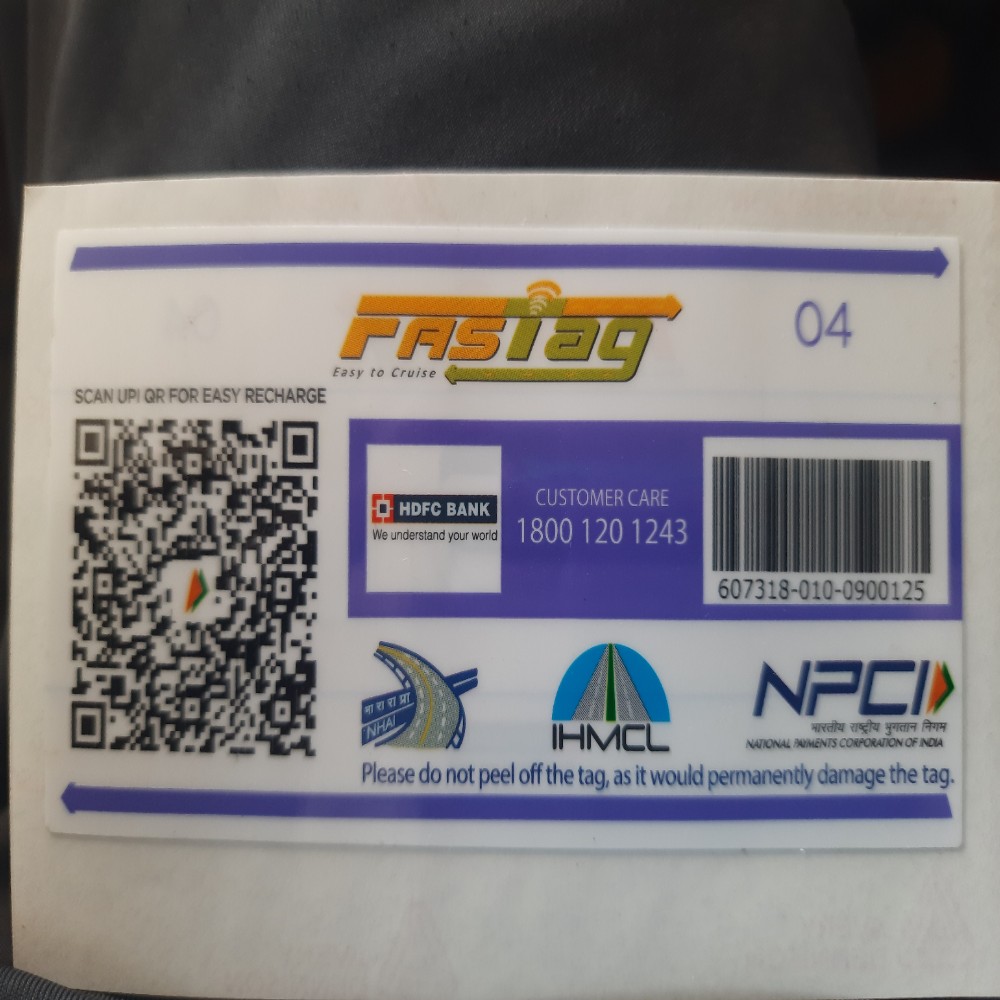 FASTag
04
Easy to Cruise
SCAN UPI QR FOR EASY RECHARGE
HDFC BANK
We understand your world
CUSTOMER CARE
1800 120 1243
607318-010-0900125
भा रा रा प्रा
NHAI
IHMCL
NPCI
भारतीय राष्ट्रीय भुगतान निगम
NATIONAL PAYMENTS CORPORATION OF INDIA
Please do not peel off the tag, as it would permanently damage the tag.